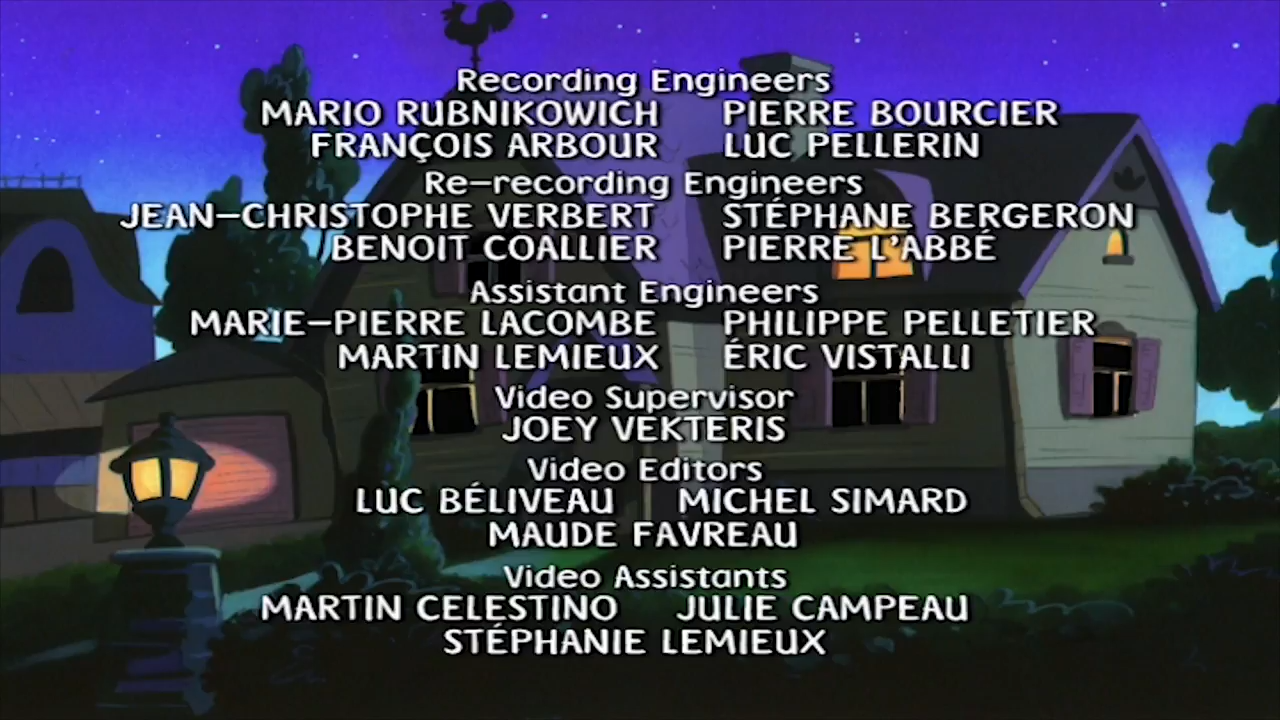 Recording Engineers
MARIO RUBNIKOWICH PIERRE BOURCIER
FRANÇOIS ARBOUR LUC PELLERIN
Re-recording Engineers
JEAN-CHRISTOPHE VERBERT STÉPHANE BERGERON
BENOIT COALLIER PIERRE L'ABBÉ
Assistant Engineers
MARIE-PIERRE LACOMBE PHILIPPE PELLETIER
MARTIN LEMIEUX ÉRIC VISTALLI
Video Supervisor
JOEY VEKTERIS
Video Editors
LUC BÉLIVEAU MICHEL SIMARD
MAUDE FAVREAU
Video Assistants
MARTIN CELESTINO JULIE CAMPEAU
STÉPHANIE LEMIEUX